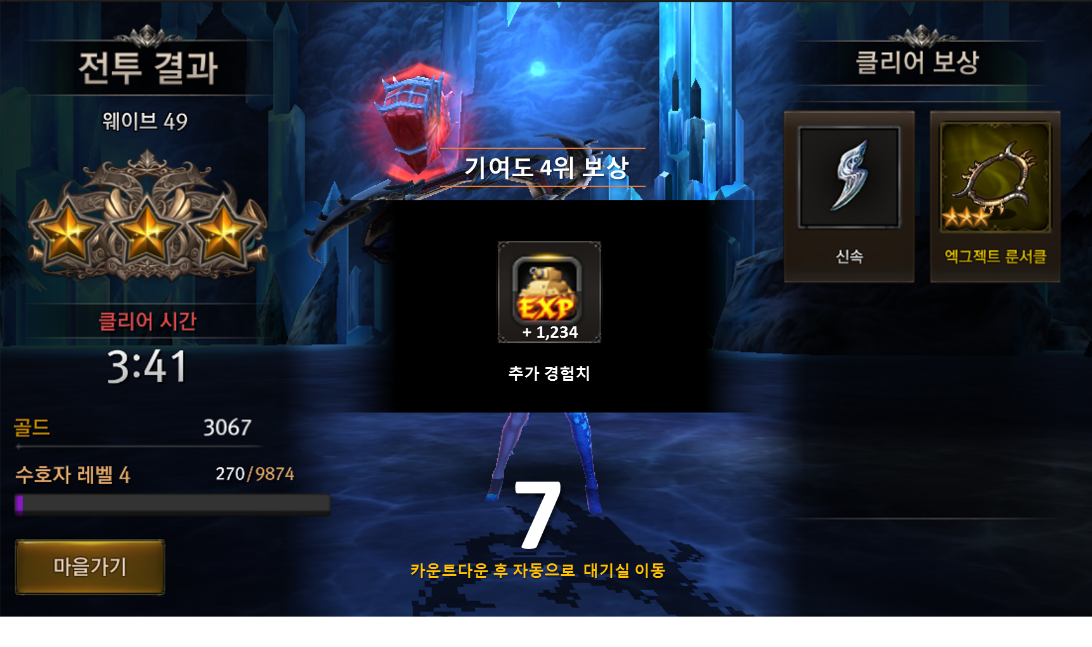 전투 결과
웨이브 49
클리어 시간
3:41
골드 3067
수호자 레벨 4 270/9874
마을가기
기여도 4위 보상
EXP
+ 1,234
추가 경험치
7
카운트다운 후 자동으로 대기실 이동
클리어 보상
신속
엑그젝트 룬서클